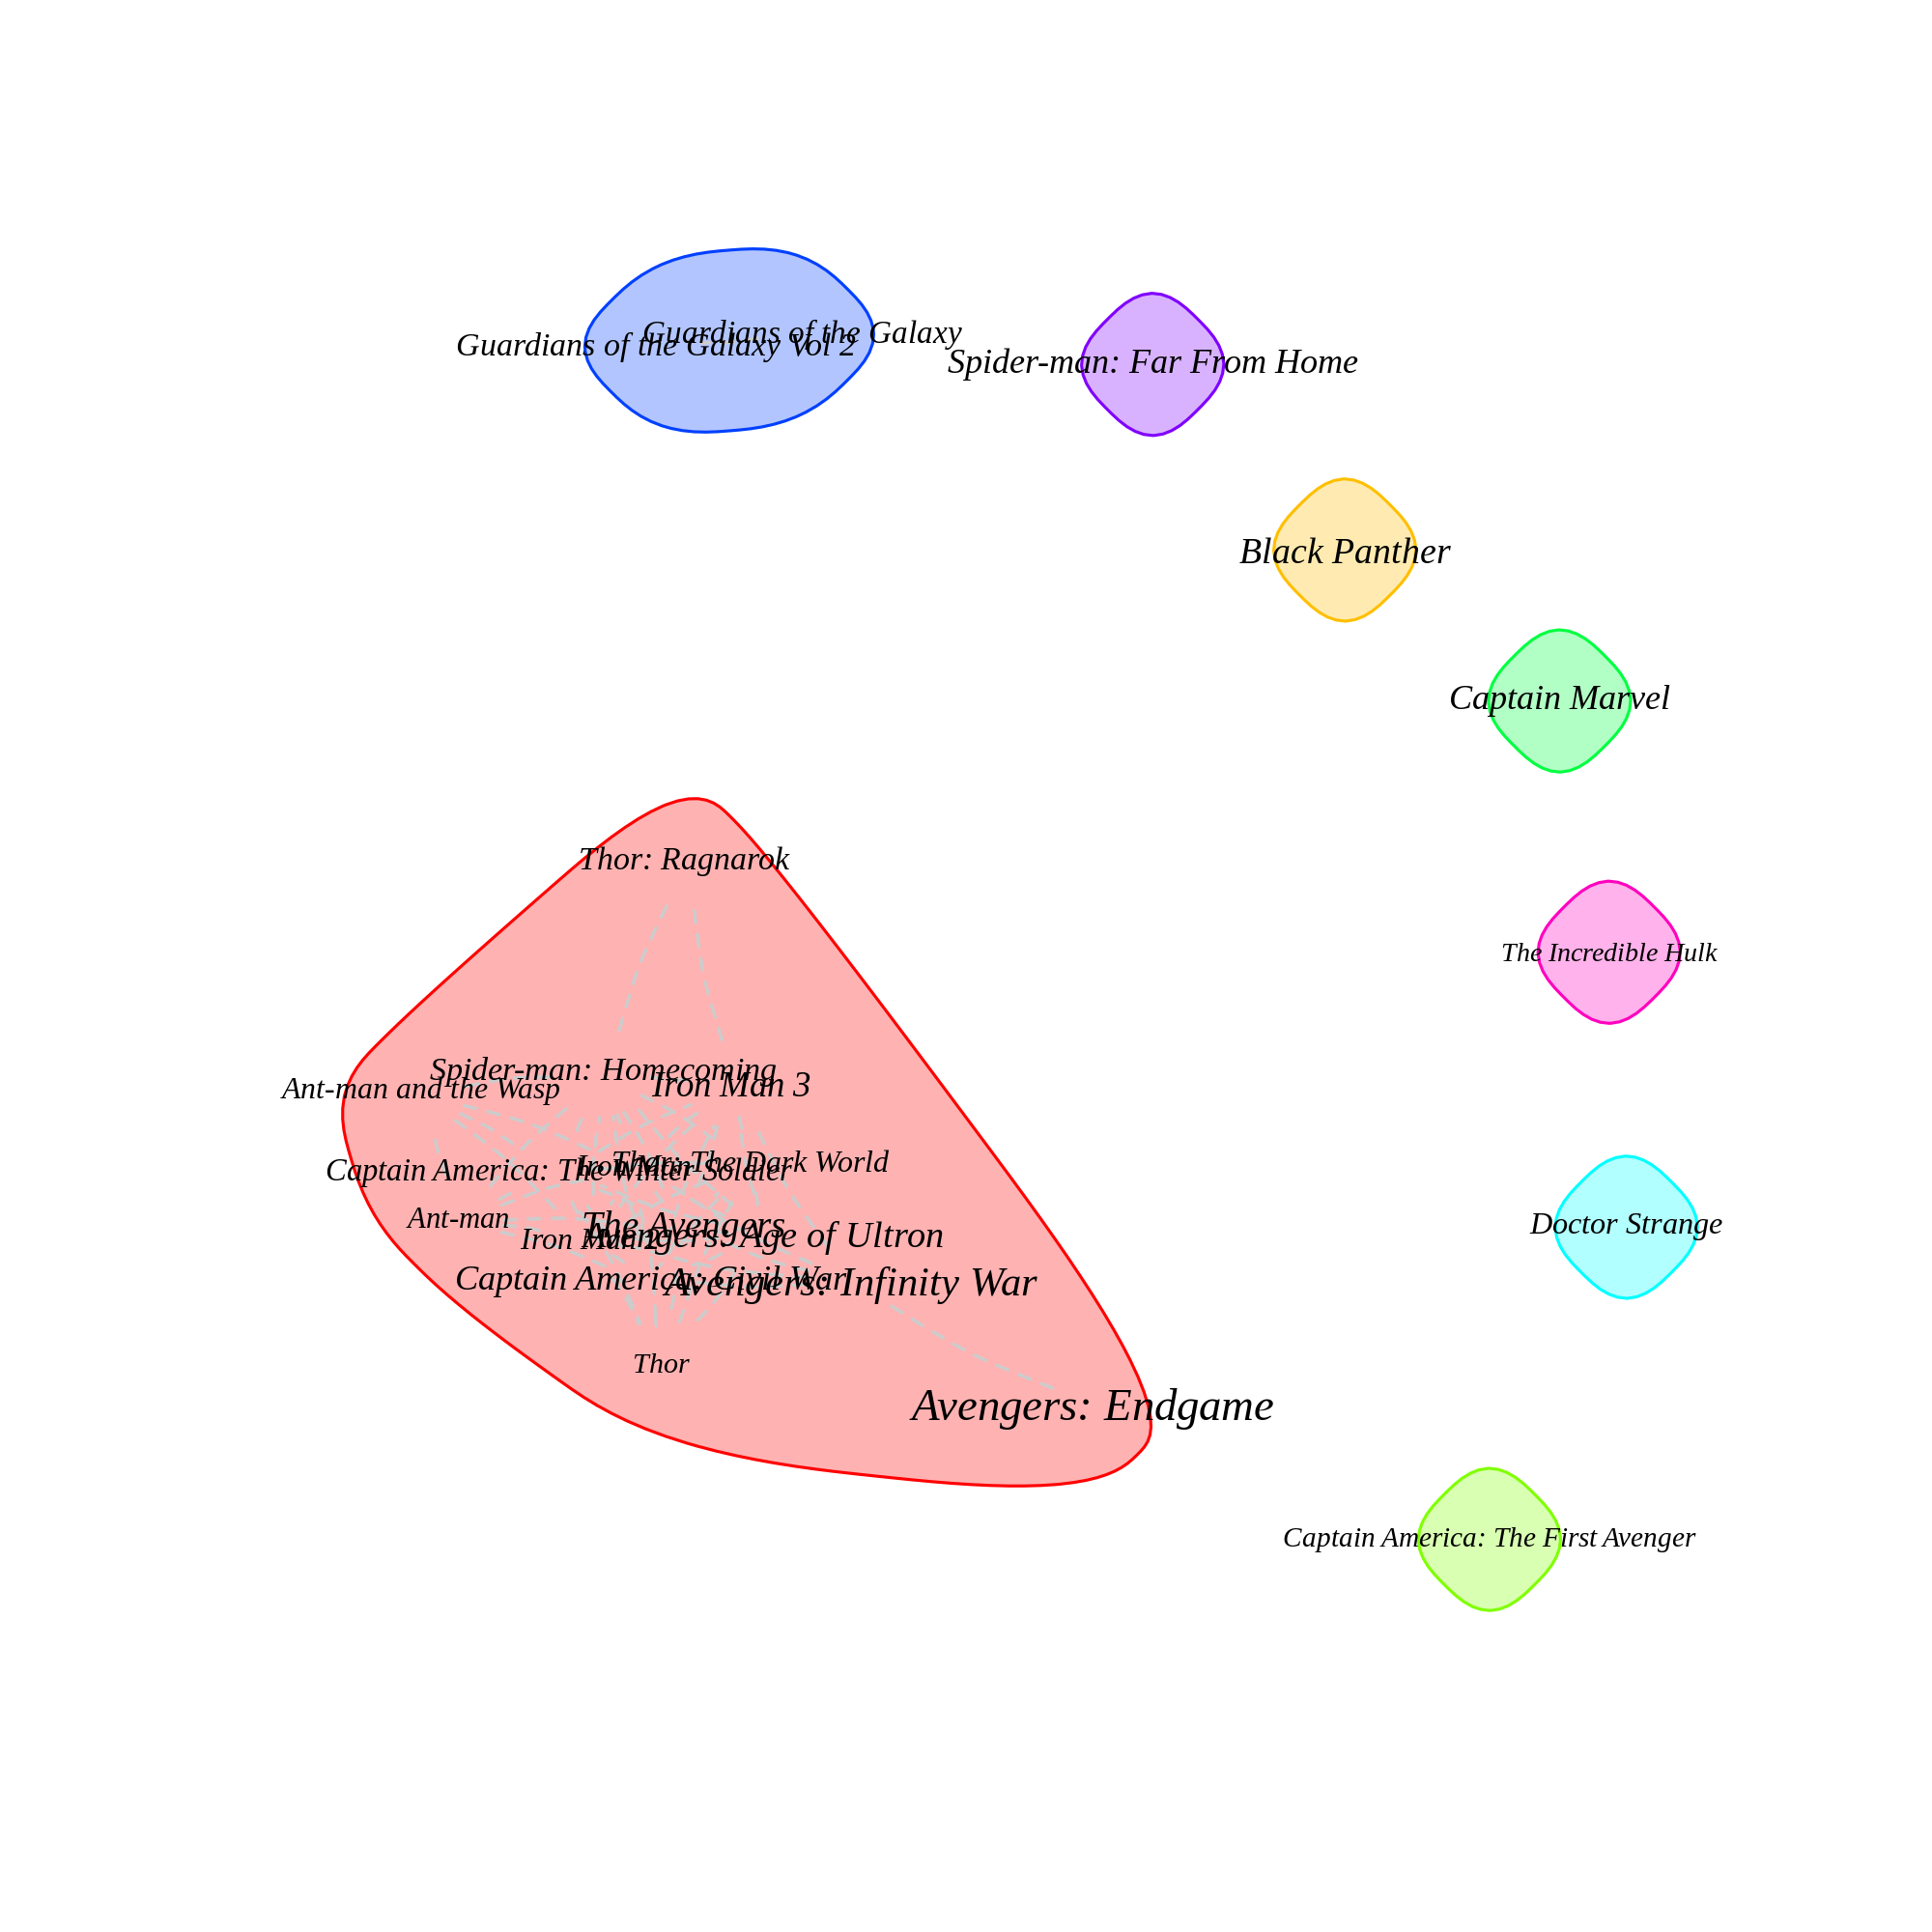 Guardians of the Galaxy
Guardians of the Galaxy Vol 2
Spider-man: Far From Home
Black Panther
Captain Marvel
Thor: Ragnarok
The Incredible Hulk
Spider-man: Homecoming
Iron Man 3
Ant-man and the Wasp
Thor: The Dark World
Iron Man
Captain America: The Winter Soldier
Ant-man
The Avengers
Doctor Strange
Avengers: Age of Ultron
Iron Man 2
Captain America: Civil War
Avengers: Infinity War
Thor
Avengers: Endgame
Captain America: The First Avenger